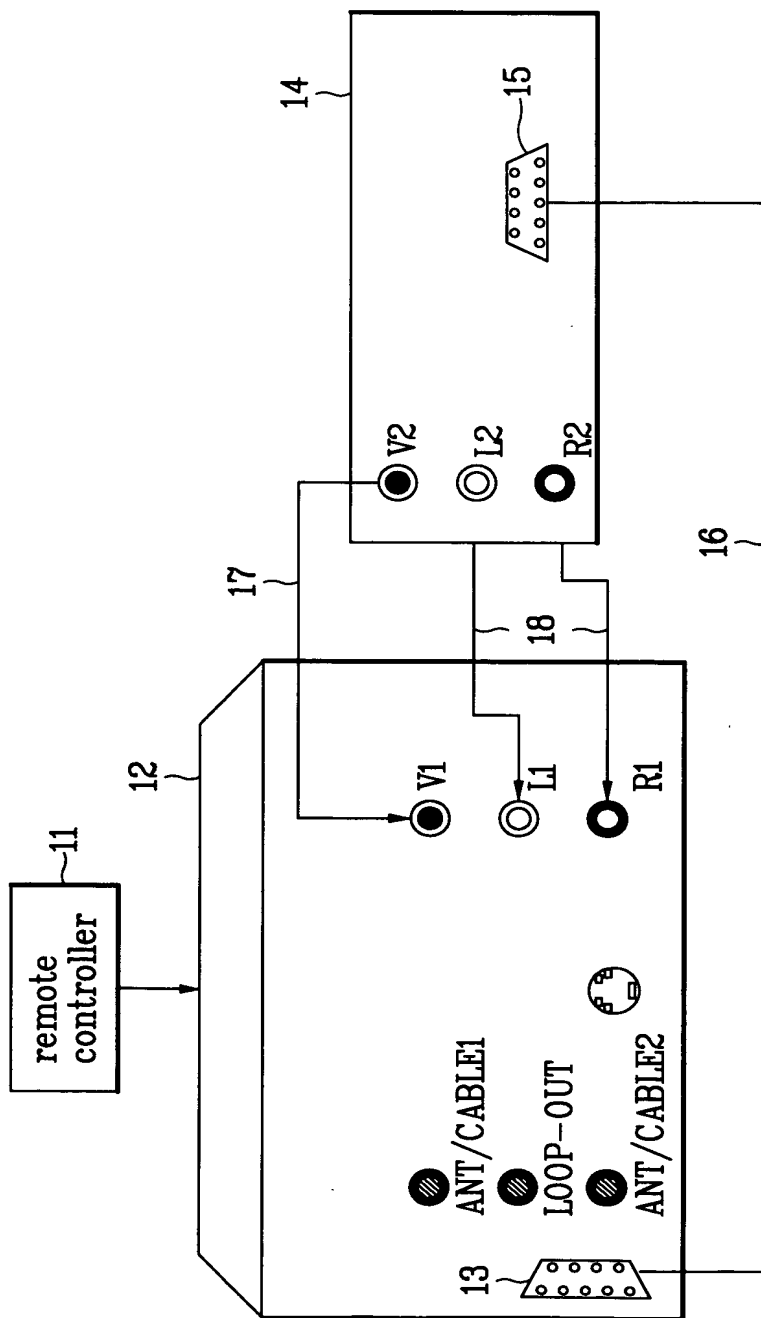 remote
controller
11
12
17
14
V1
L1
R1
18
V2
L2
R2
15
ANT/CABLE1
LOOP-OUT
ANT/CABLE2
13
16